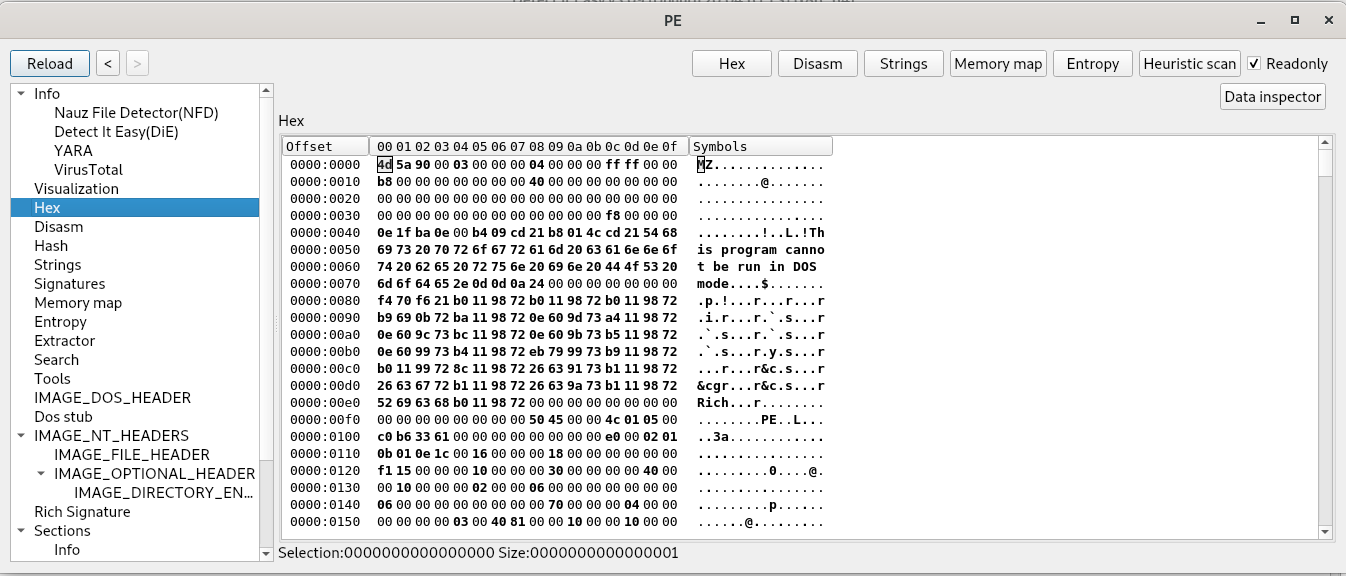 PE
Reload < >
Hex Disasm Strings Memory map Entropy Heuristic scan Readonly
Data inspector
Info
Nauz File Detector(NFD)
Detect It Easy(DiE)
YARA
VirusTotal
Visualization
Hex
Disasm
Hash
Strings
Signatures
Memory map
Entropy
Extractor
Search
Tools
IMAGE_DOS_HEADER
Dos stub
IMAGE_NT_HEADERS
IMAGE_FILE_HEADER
IMAGE_OPTIONAL_HEADER
IMAGE_DIRECTORY_EN...
Rich Signature
Sections
Info
Hex
Offset 00 01 02 03 04 05 06 07 08 09 0a 0b 0c 0d 0e 0f Symbols
0000:0000 4d 5a 90 00 03 00 00 00 04 00 00 00 ff ff 00 00 MZ..............
0000:0010 b8 00 00 00 00 00 00 00 40 00 00 00 00 00 00 00 ........@.......
0000:0020 00 00 00 00 00 00 00 00 00 00 00 00 00 00 00 00 ................
0000:0030 00 00 00 00 00 00 00 00 00 00 00 00 f8 00 00 00 ................
0000:0040 0e 1f ba 0e 00 b4 09 cd 21 b8 01 4c cd 21 54 68 ........!..L.!Th
0000:0050 69 73 20 70 72 6f 67 72 61 6d 20 63 61 6e 6e 6f is program canno
0000:0060 74 20 62 65 20 72 75 6e 20 69 6e 20 44 4f 53 20 t be run in DOS
0000:0070 6d 6f 64 65 2e 0d 0d 0a 24 00 00 00 00 00 00 00 mode....$.......
0000:0080 f4 70 f6 21 b0 11 98 72 b0 11 98 72 b0 11 98 72 .p.!...r...r...r
0000:0090 b9 69 0b 72 ba 11 98 72 0e 60 9d 73 a4 11 98 72 .i.r...r.`.s...r
0000:00a0 0e 60 9c 73 bc 11 98 72 0e 60 9b 73 b5 11 98 72 .`.s...r.`.s...r
0000:00b0 0e 60 99 73 b4 11 98 72 eb 79 99 73 b9 11 98 72 .`.s...r.y.s...r
0000:00c0 b0 11 99 72 8c 11 98 72 26 63 91 73 b1 11 98 72 ...r...r&c.s...r
0000:00d0 26 63 67 72 b1 11 98 72 26 63 9a 73 b1 11 98 72 &cgr...r&c.s...r
0000:00e0 52 69 63 68 b0 11 98 72 00 00 00 00 00 00 00 00 Rich...r........
0000:00f0 00 00 00 00 00 00 00 00 50 45 00 00 4c 01 05 00 ........PE..L...
0000:0100 c0 b6 33 61 00 00 00 00 00 00 00 00 e0 00 02 01 ..3a............
0000:0110 0b 01 0e 1c 00 16 00 00 00 18 00 00 00 00 00 00 ................
0000:0120 f1 15 00 00 00 10 00 00 00 30 00 00 00 00 40 00 .........0....@.
0000:0130 00 10 00 00 00 02 00 00 06 00 00 00 00 00 00 00 ................
0000:0140 06 00 00 00 00 00 00 00 00 70 00 00 00 04 00 00 .........p......
0000:0150 00 00 00 00 03 00 40 81 00 00 10 00 00 10 00 00 ......@.........
Selection:0000000000000000 Size:0000000000000001